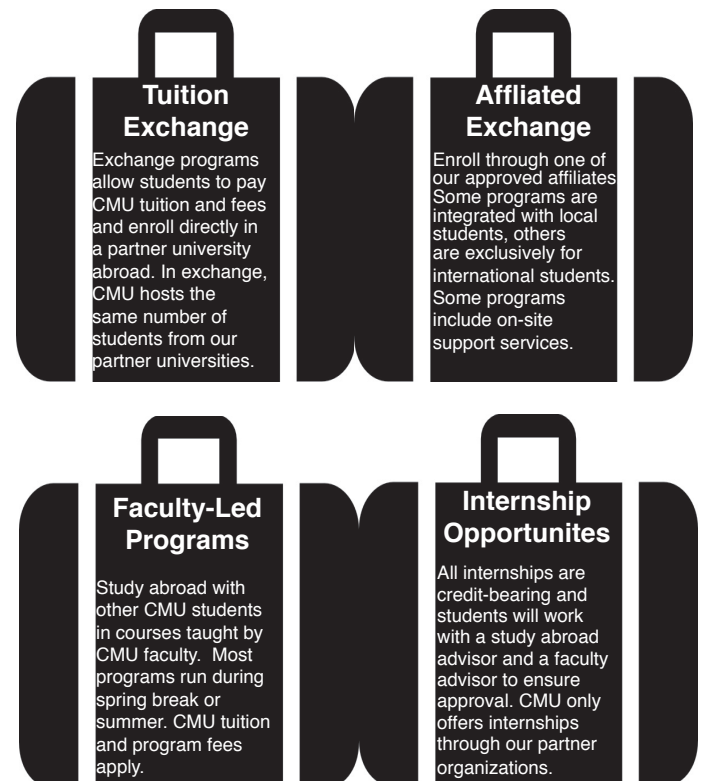 Tuition
Exchange
Exchange programs
allow students to pay
CMU tuition and fees
and enroll directly in
a partner university
abroad. In exchange,
CMU hosts the
same number of
students from our
partner universities.
Affliated
Exchange
Enroll through one of
our approved affiliates
Some programs are
integrated with local
students, others
are exclusively for
international students.
Some programs
include on-site
support services.
Faculty-Led
Programs
Study abroad with
other CMU students
in courses taught by
CMU faculty.  Most
programs run during
spring break or
summer. CMU tuition
and program fees
apply.
Internship
Opportunites
All internships are
credit-bearing and
students will work
with a study abroad
advisor and a faculty
advisor to ensure
approval. CMU only
offers internships
through our partner
organizations.